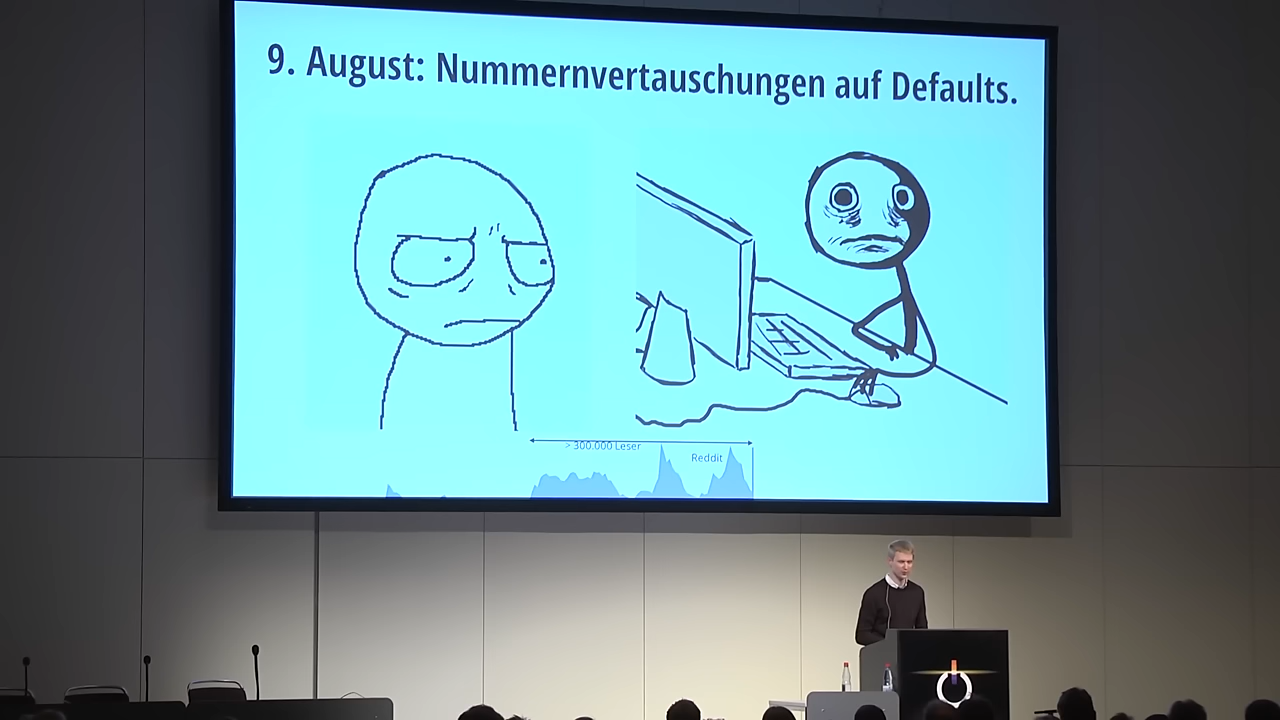 9. August: Nummernvertauschungen auf Defaults.
> 300.000 Leser
Reddit